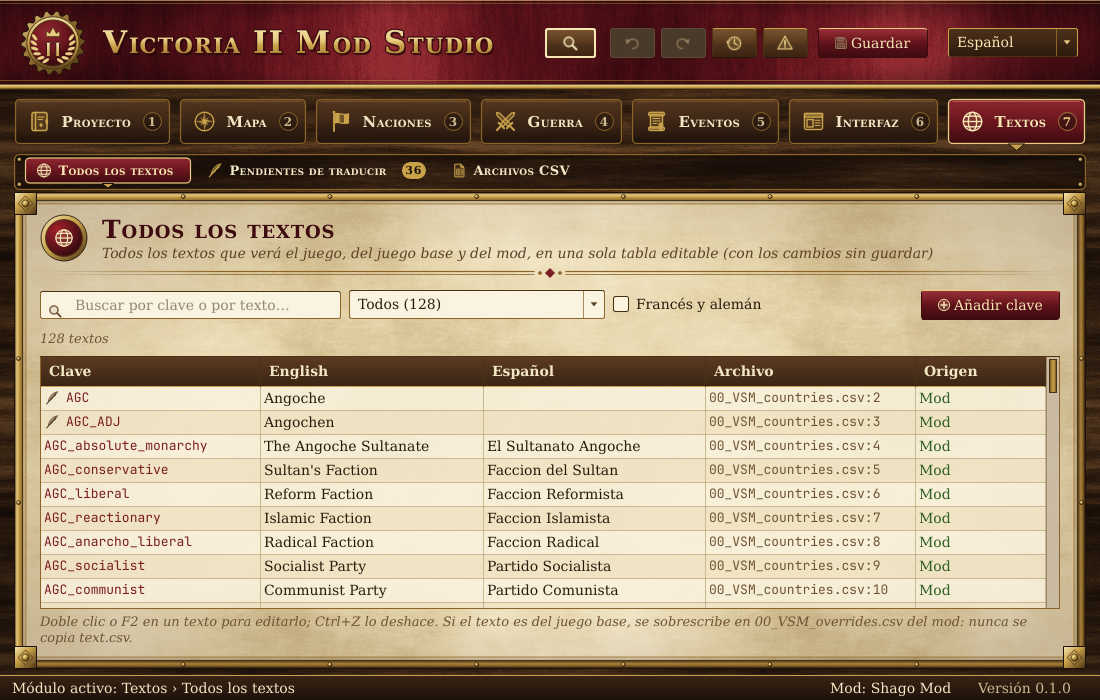 Victoria II Mod Studio
Guardar
Español
Proyecto 1
Mapa 2
Naciones 3
Guerra 4
Eventos 5
Interfaz 6
Textos 7
Todos los textos
Pendientes de traducir 36
Archivos CSV
Todos los textos
Todos los textos que verá el juego, del juego base y del mod, en una sola tabla editable (con los cambios sin guardar)
Buscar por clave o por texto...
Todos (128)
Francés y alemán
Añadir clave
128 textos
Clave English Español Archivo Origen
AGC Angoche 00_VSM_countries.csv:2 Mod
AGC_ADJ Angochen 00_VSM_countries.csv:3 Mod
AGC_absolute_monarchy The Angoche Sultanate El Sultanato Angoche 00_VSM_countries.csv:4 Mod
AGC_conservative Sultan's Faction Faccion del Sultan 00_VSM_countries.csv:5 Mod
AGC_liberal Reform Faction Faccion Reformista 00_VSM_countries.csv:6 Mod
AGC_reactionary Islamic Faction Faccion Islamista 00_VSM_countries.csv:7 Mod
AGC_anarcho_liberal Radical Faction Faccion Radical 00_VSM_countries.csv:8 Mod
AGC_socialist Socialist Party Partido Socialista 00_VSM_countries.csv:9 Mod
AGC_communist Communist Party Partido Comunista 00_VSM_countries.csv:10 Mod
Doble clic o F2 en un texto para editarlo; Ctrl+Z lo deshace. Si el texto es del juego base, se sobrescribe en 00_VSM_overrides.csv del mod: nunca se
copia text.csv.
Módulo activo: Textos › Todos los textos
Mod: Shago Mod
Versión 0.1.0